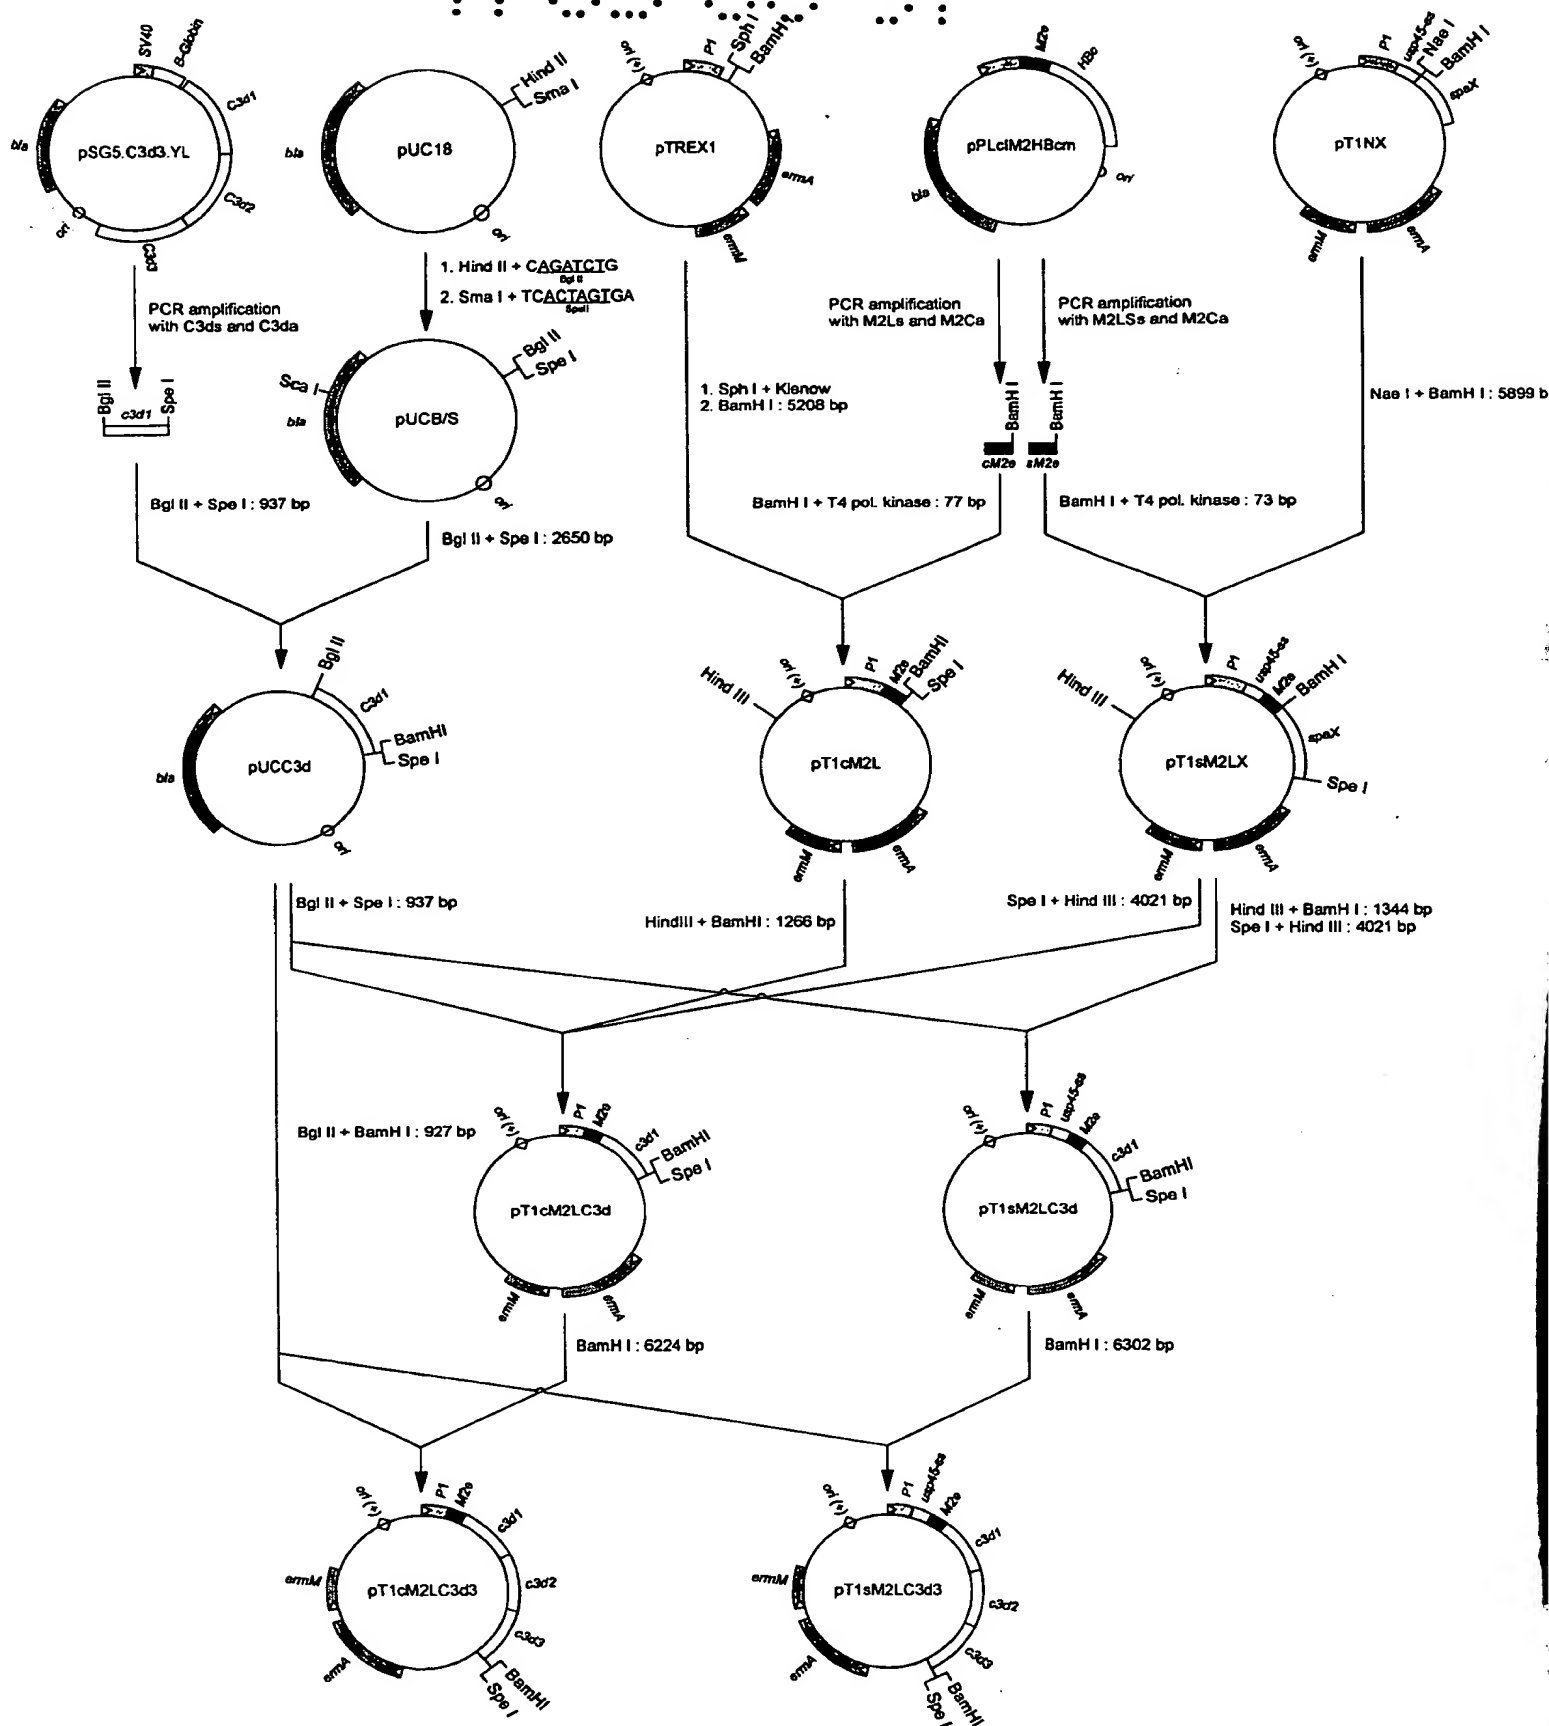 SV40
B-Globin
C3d1
C3d2
C3d3
ori
bla
pSG5.C3d3.YL
Hind II
Sma I
bla
pUC18
ori
ori (+)
P1
Sph I
BamHI
pTREX1
ermA
ermM
M2e
HBc
pPLcIM2HBcm
bla
ori
ori (+)
P1
usp45-ss
Nae I
BamH I
spaX
pT1NX
ermM
ermA
PCR amplification
with C3ds and C3da
1. Hind II + CAGATCTG
Bgl II
2. Sma I + TCACTAGTGA
SpeII
PCR amplification
with M2Ls and M2Ca
PCR amplification
with M2LSs and M2Ca
Bgl II
c3d1
Spe I
Sca I
bla
Bgl II
Spe I
pUCB/S
ori
1. Sph I + Klenow
2. BamH I : 5208 bp
BamH I
cM2e
BamH I
sM2e
Nae I + BamH I : 5899 b
Bgl II + Spe I : 937 bp
Bgl II + Spe I : 2650 bp
BamH I + T4 pol. kinase : 77 bp
BamH I + T4 pol. kinase : 73 bp
Bgl II
C3d1
BamHI
Spe I
bla
pUCC3d
ori
Hind III
ori (+)
P1
M2e
BamHI
Spe I
pT1cM2L
ermM
ermA
Hind III
ori (+)
P1
usp45-ss
M2e
BamH I
spaX
Spe I
pT1sM2LX
ermM
ermA
Bgl II + Spe I : 937 bp
HindIII + BamHI : 1266 bp
Spe I + Hind III : 4021 bp
Hind III + BamH I : 1344 bp
Spe I + Hind III : 4021 bp
Bgl II + BamH I : 927 bp
ori (+)
P1
M2e
c3d1
BamHI
Spe I
pT1cM2LC3d
ermM
ermA
ori (+)
P1
usp45-ss
M2e
c3d1
BamHI
Spe I
pT1sM2LC3d
ermM
ermA
BamH I : 6224 bp
BamH I : 6302 bp
ori (+)
P1
M2e
c3d1
c3d2
c3d3
BamHI
Spe I
ermM
ermA
pT1cM2LC3d3
ori (+)
P1
usp45-ss
M2e
c3d1
c3d2
c3d3
BamHI
Spe I
ermM
ermA
pT1sM2LC3d3